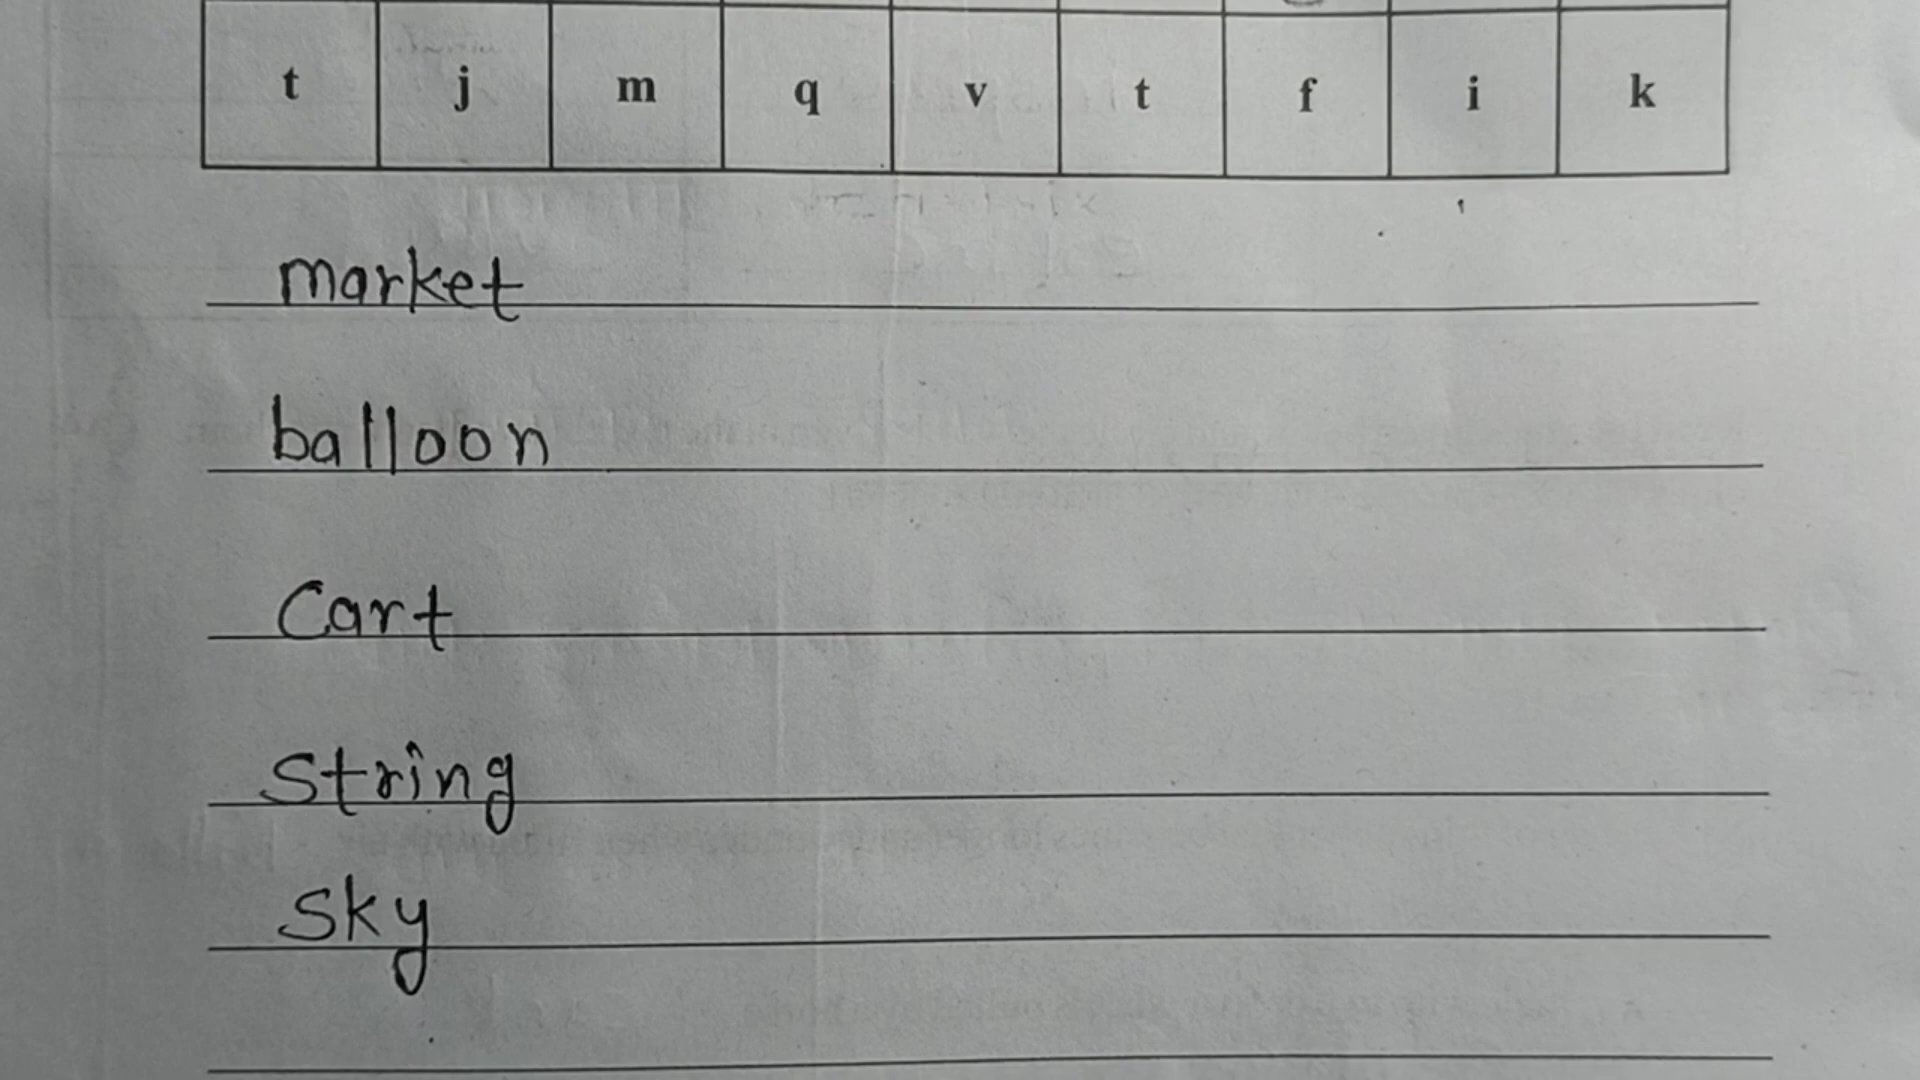 t j m q v t f i k
market
balloon
Cart
String
Sky